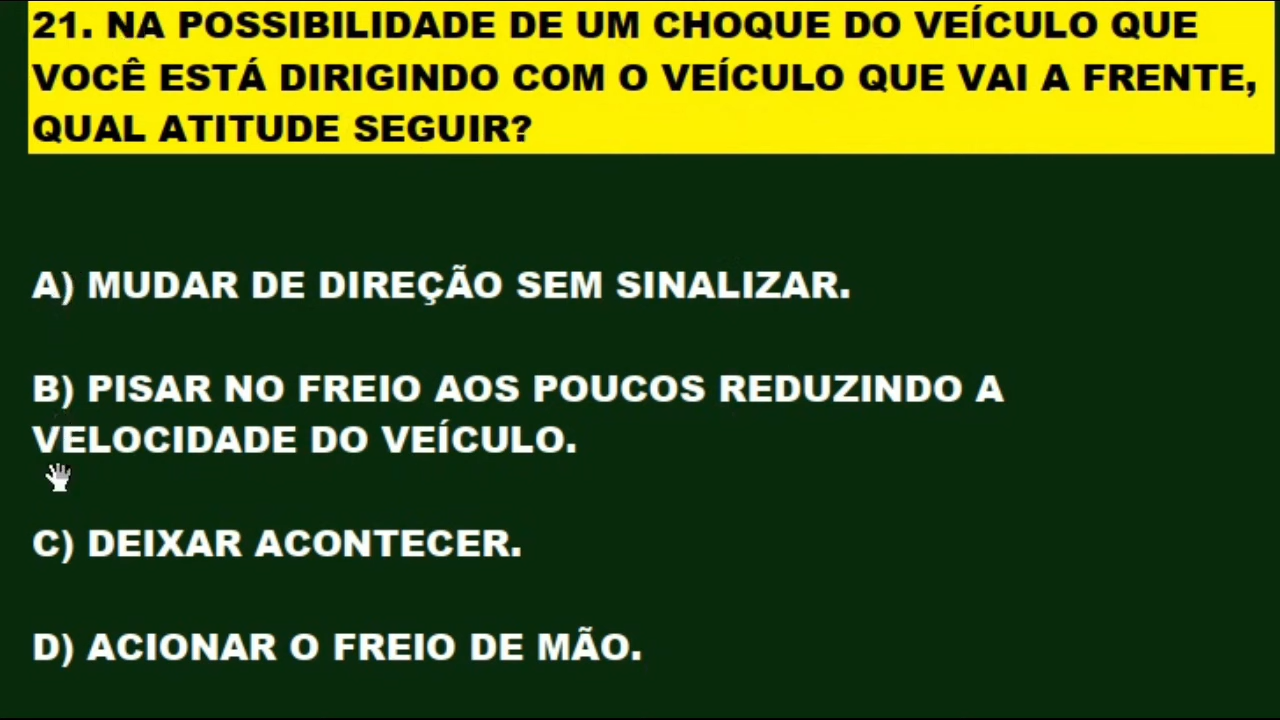 21. NA POSSIBILIDADE DE UM CHOQUE DO VEÍCULO QUE
VOCÊ ESTÁ DIRIGINDO COM O VEÍCULO QUE VAI A FRENTE,
QUAL ATITUDE SEGUIR?
A) MUDAR DE DIREÇÃO SEM SINALIZAR.
B) PISAR NO FREIO AOS POUCOS REDUZINDO A
VELOCIDADE DO VEÍCULO.
C) DEIXAR ACONTECER.
D) ACIONAR O FREIO DE MÃO.